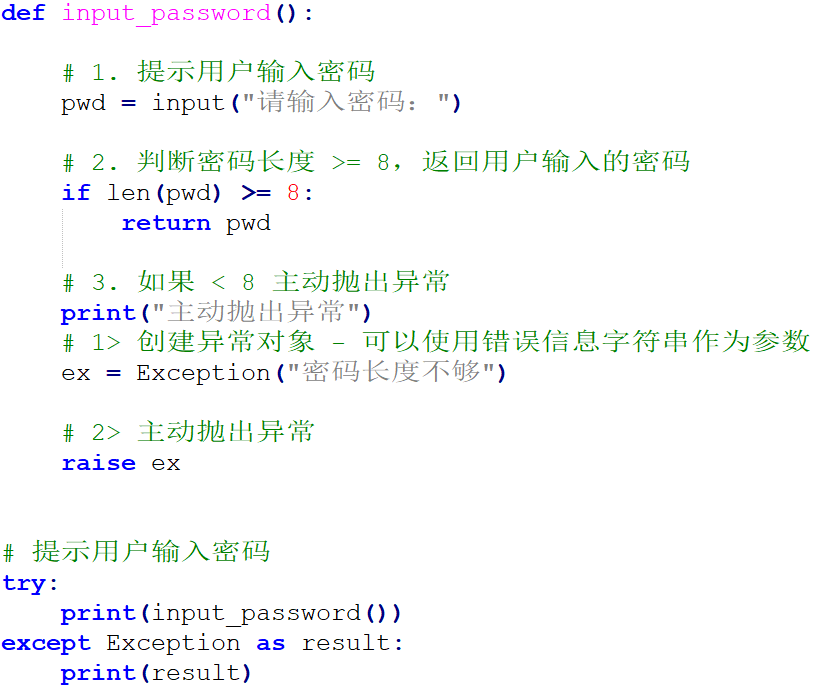 def input_password():
# 1. 提示用户输入密码
pwd = input("请输入密码：")
# 2. 判断密码长度 >= 8，返回用户输入的密码
if len(pwd) >= 8:
return pwd
# 3. 如果 < 8 主动抛出异常
print("主动抛出异常")
# 1> 创建异常对象 - 可以使用错误信息字符串作为参数
ex = Exception("密码长度不够")
# 2> 主动抛出异常
raise ex
# 提示用户输入密码
try:
print(input_password())
except Exception as result:
print(result)